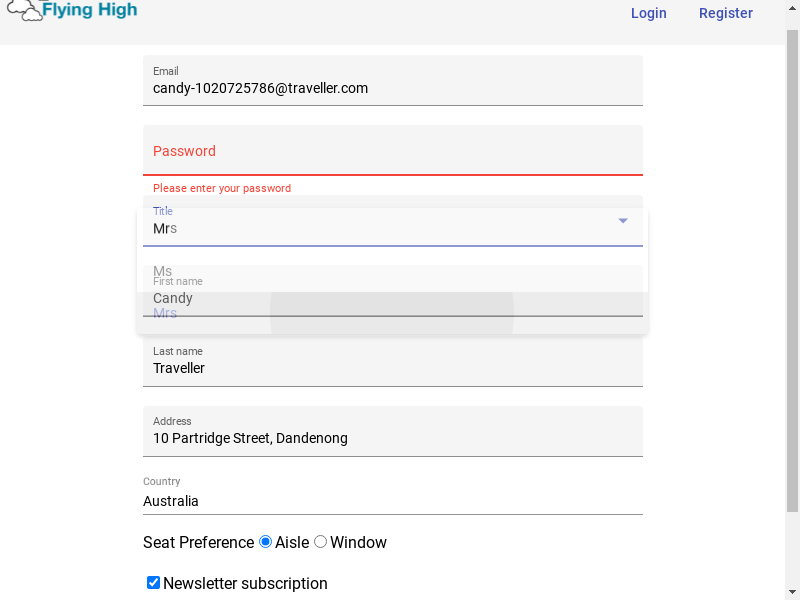 Flying High
Login
Register
Email
candy-1020725786@traveller.com
Password
Please enter your password
Title
Mrs
Ms
First name
Candy
Mrs
Last name
Traveller
Address
10 Partridge Street, Dandenong
Country
Australia
Seat Preference Aisle Window
Newsletter subscription